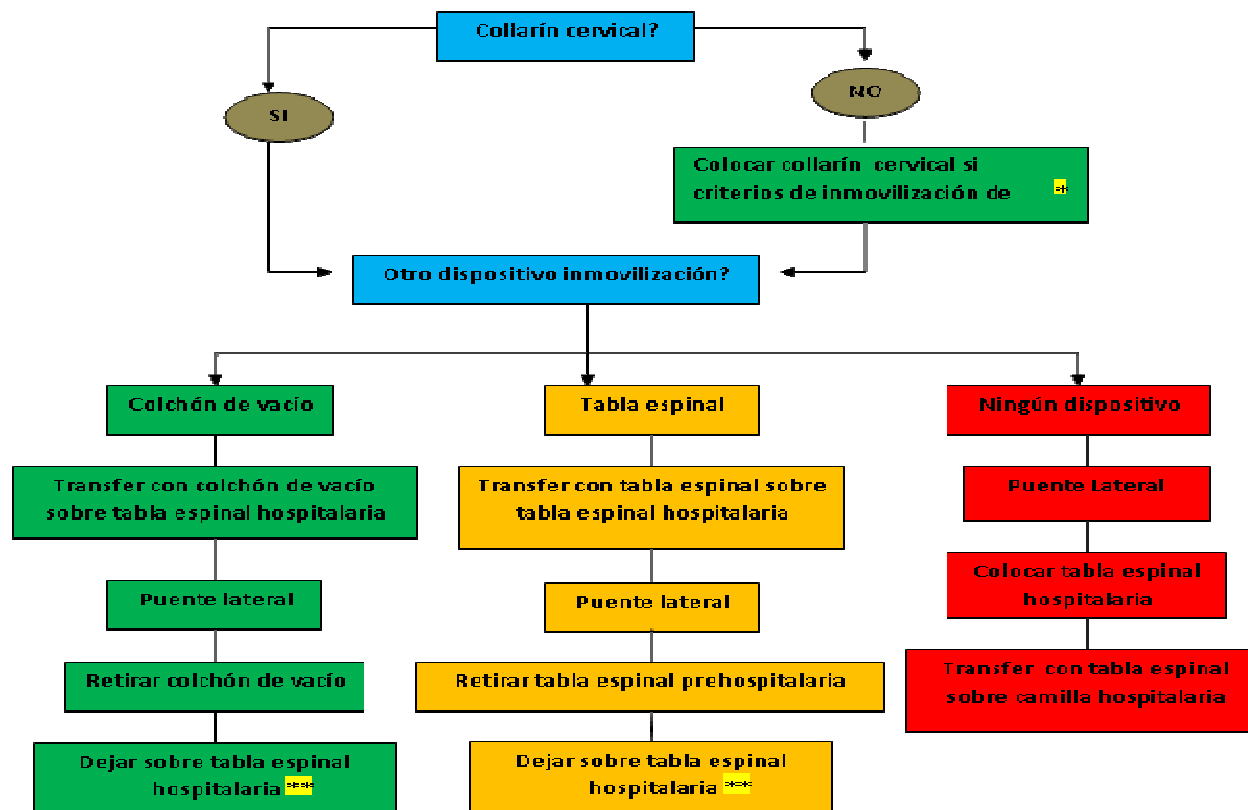 Collarín cervical?
SI
NO
Colocar collarín cervical si
criterios de inmovilización de *
Otro dispositivo inmovilización?
Colchón de vacío
Tabla espinal
Ningún dispositivo
Transfer con colchón de vacío
sobre tabla espinal hospitalaria
Transfer con tabla espinal sobre
tabla espinal hospitalaria
Puente Lateral
Puente lateral
Puente lateral
Colocar tabla espinal
hospitalaria
Retirar colchón de vacío
Retirar tabla espinal prehospitalaria
Transfer con tabla espinal
sobre camilla hospitalaria
Dejar sobre tabla espinal
hospitalaria
Dejar sobre tabla espinal
hospitalaria